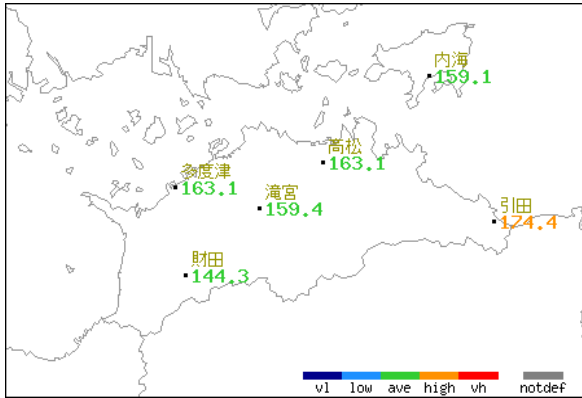 内海
159.1
高松
163.1
多度津
163.1
滝宮
159.4
引田
174.4
財田
144.3
vl low ave high vh notdef